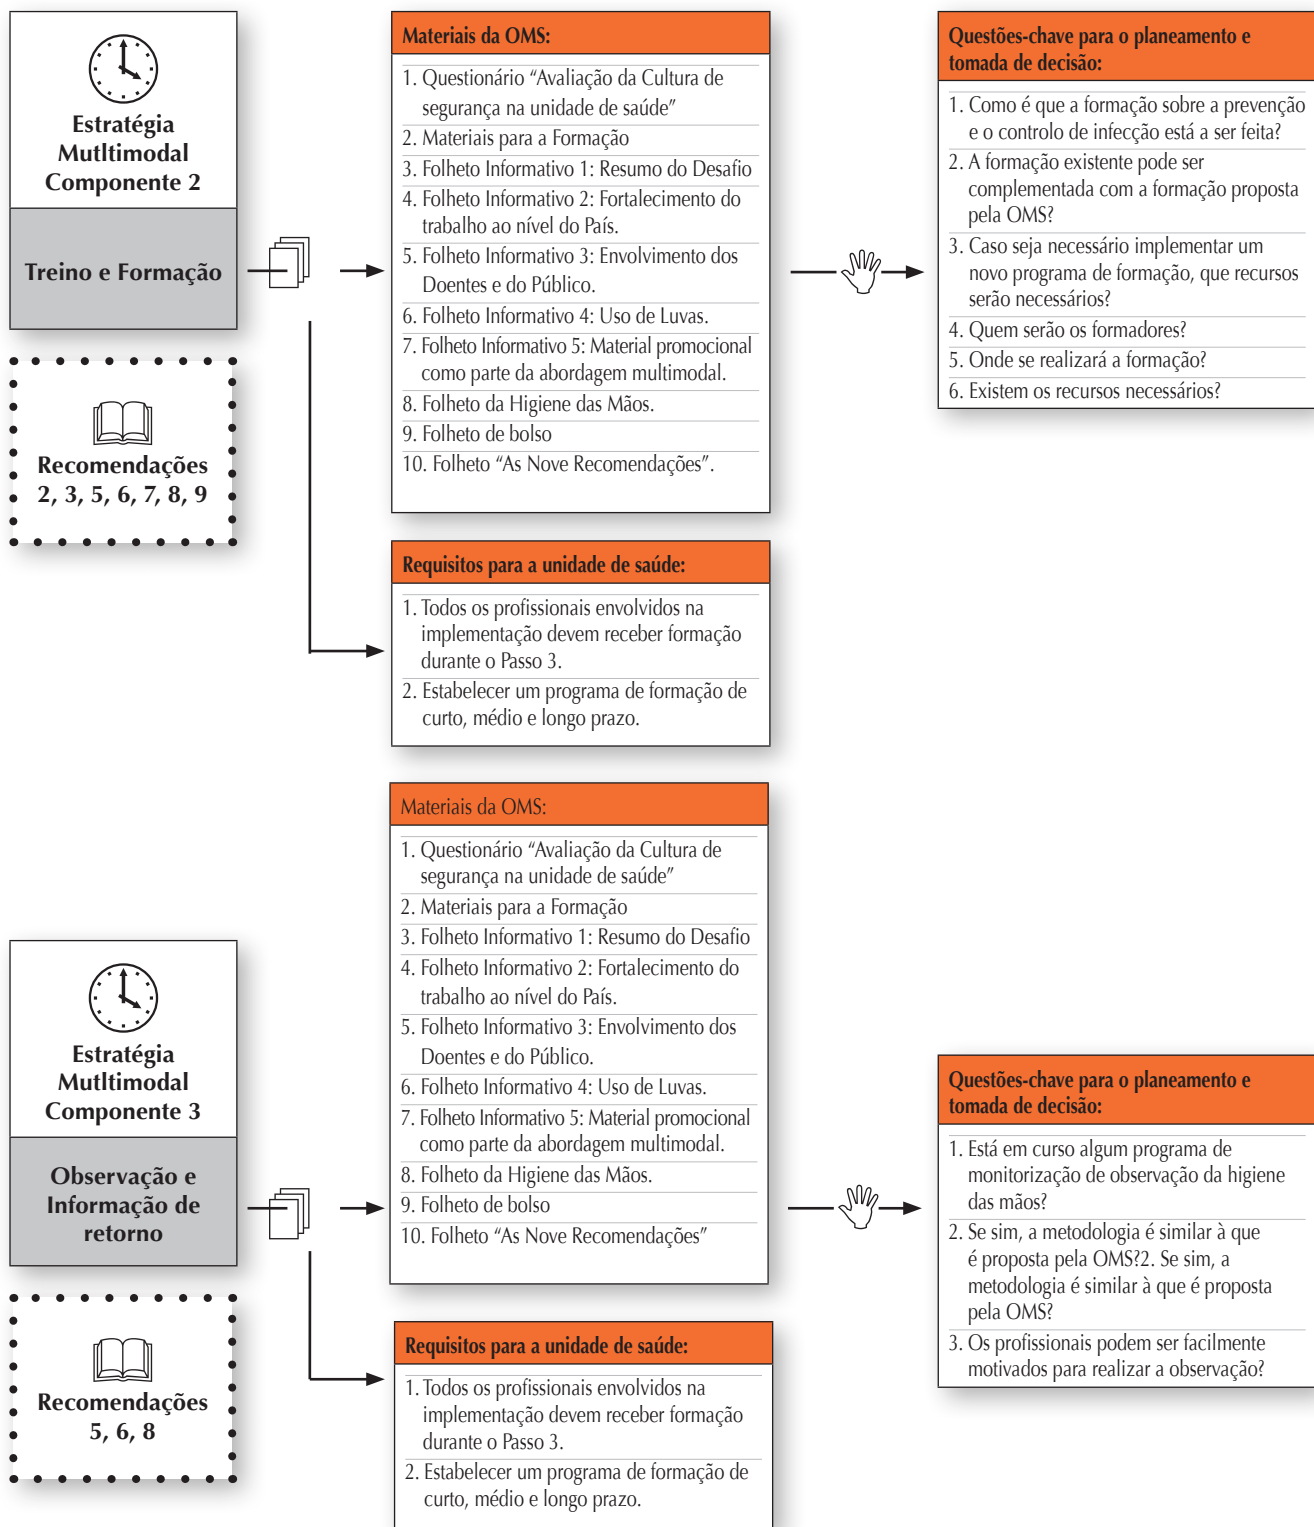 Estratégia
Mutltimodal
Componente 2
Treino e Formação
Recomendações
2, 3, 5, 6, 7, 8, 9
Materiais da OMS:
1. Questionário “Avaliação da Cultura de
segurança na unidade de saúde”
2. Materiais para a Formação
3. Folheto Informativo 1: Resumo do Desafio
4. Folheto Informativo 2: Fortalecimento do
trabalho ao nível do País.
5. Folheto Informativo 3: Envolvimento dos
Doentes e do Público.
6. Folheto Informativo 4: Uso de Luvas.
7. Folheto Informativo 5: Material promocional
como parte da abordagem multimodal.
8. Folheto da Higiene das Mãos.
9. Folheto de bolso
10. Folheto “As Nove Recomendações”.
Requisitos para a unidade de saúde:
1. Todos os profissionais envolvidos na
implementação devem receber formação
durante o Passo 3.
2. Estabelecer um programa de formação de
curto, médio e longo prazo.
Questões-chave para o planeamento e
tomada de decisão:
1. Como é que a formação sobre a prevenção
e o controlo de infecção está a ser feita?
2. A formação existente pode ser
complementada com a formação proposta
pela OMS?
3. Caso seja necessário implementar um
novo programa de formação, que recursos
serão necessários?
4. Quem serão os formadores?
5. Onde se realizará a formação?
6. Existem os recursos necessários?
Estratégia
Mutltimodal
Componente 3
Observação e
Informação de
retorno
Recomendações
5, 6, 8
Materiais da OMS:
1. Questionário “Avaliação da Cultura de
segurança na unidade de saúde”
2. Materiais para a Formação
3. Folheto Informativo 1: Resumo do Desafio
4. Folheto Informativo 2: Fortalecimento do
trabalho ao nível do País.
5. Folheto Informativo 3: Envolvimento dos
Doentes e do Público.
6. Folheto Informativo 4: Uso de Luvas.
7. Folheto Informativo 5: Material promocional
como parte da abordagem multimodal.
8. Folheto da Higiene das Mãos.
9. Folheto de bolso
10. Folheto “As Nove Recomendações”
Requisitos para a unidade de saúde:
1. Todos os profissionais envolvidos na
implementação devem receber formação
durante o Passo 3.
2. Estabelecer um programa de formação de
curto, médio e longo prazo.
Questões-chave para o planeamento e
tomada de decisão:
1. Está em curso algum programa de
monitorização de observação da higiene
das mãos?
2. Se sim, a metodologia é similar à que
é proposta pela OMS?2. Se sim, a
metodologia é similar à que é proposta
pela OMS?
3. Os profissionais podem ser facilmente
motivados para realizar a observação?